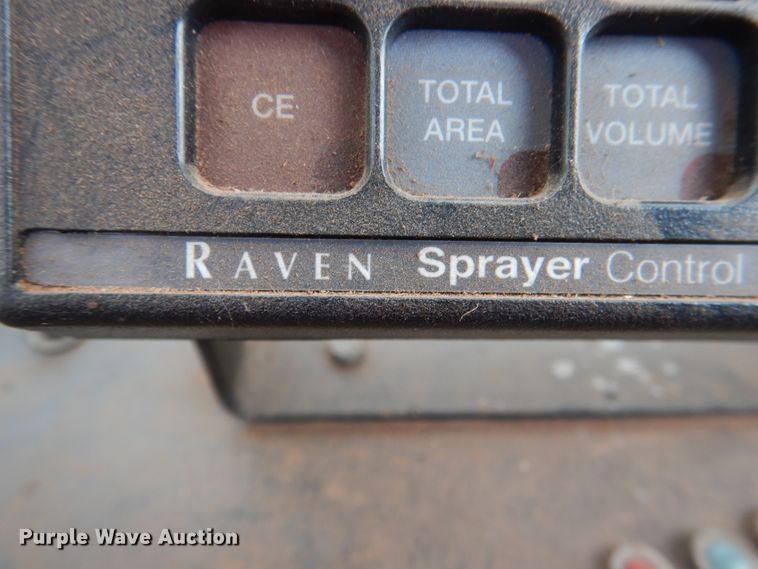 CE
TOTAL
AREA
TOTAL
VOLUME
RAVEN Sprayer Control
Purple Wave Auction